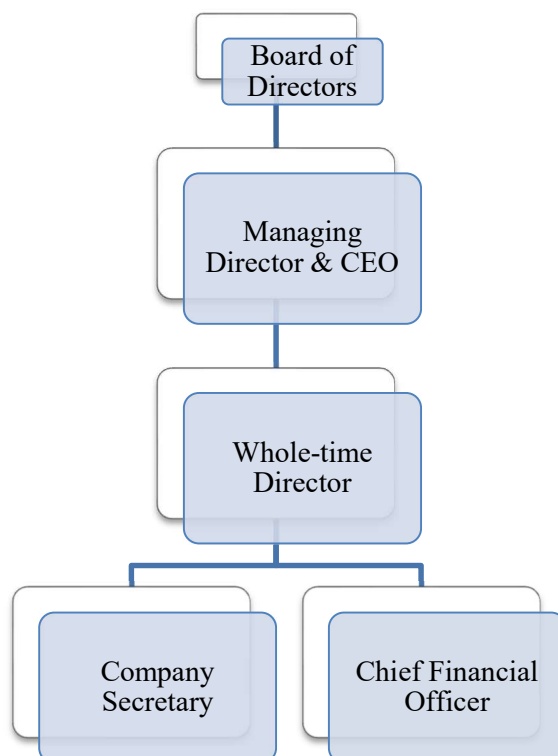 Board of
Directors
Managing
Director & CEO
Whole-time
Director
Company
Secretary
Chief Financial
Officer